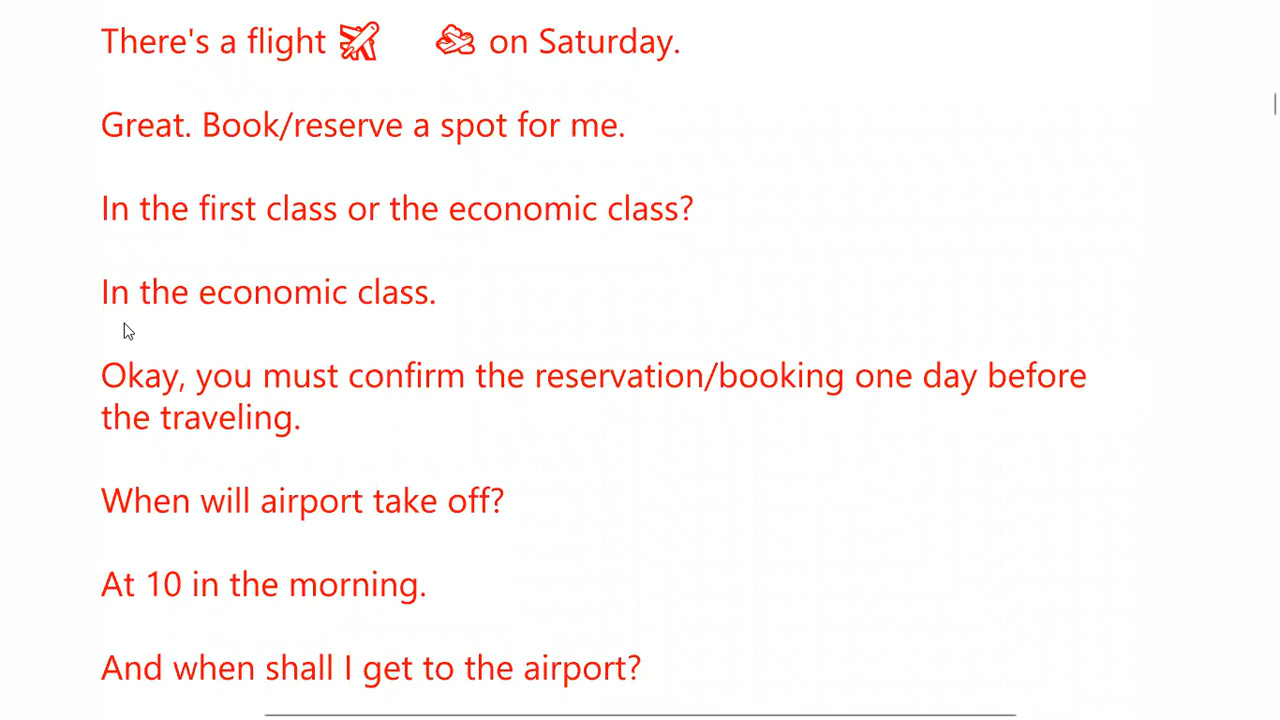 There's a flight on Saturday.
Great. Book/reserve a spot for me.
In the first class or the economic class?
In the economic class.
Okay, you must confirm the reservation/booking one day before
the traveling.
When will airport take off?
At 10 in the morning.
And when shall I get to the airport?